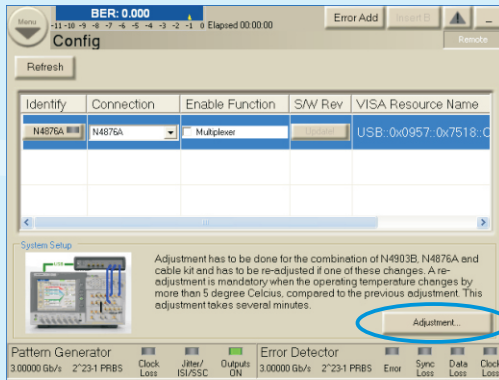 Menu
BER: 0.000
-11 -10 -9 -8 -7 -6 -5 -4 -3 -2 -1 0 Elapsed 00:00:00
Error Add
Insert B
Config
Remote
Refresh
Identify Connection Enable Function S/W Rev VISA Resource Name
N4876A N4876A Multiplexer Update! USB::0x0957::0x7518::C
System Setup
USB
Adjustment has to be done for the combination of N4903B, N4876A and
cable kit and has to be re-adjusted if one of these changes. A re-
adjustment is mandatory when the operating temperature changes by
more than 5 degree Celcius, compared to the previous adjustment. This
adjustment takes several minutes.
Adjustment...
Pattern Generator
3.00000 Gb/s 2^23-1 PRBS
Clock Loss
Jitter/ ISI/SSC
Outputs ON
Error Detector
3.00000 Gb/s 2^23-1 PRBS
Error
Sync Loss
Data Loss
Clock Loss